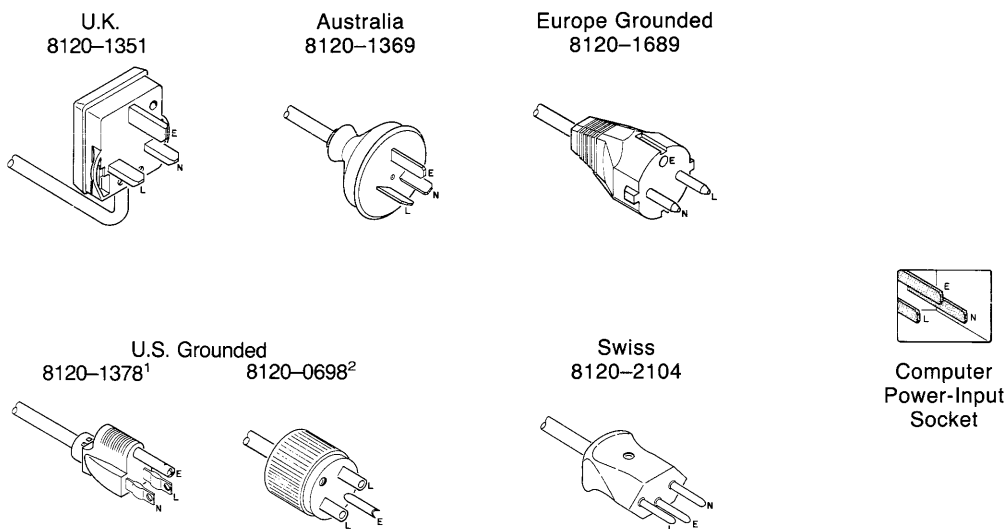 U.K.
8120–1351
E
N
L
Australia
8120–1369
E
N
L
Europe Grounded
8120–1689
E
L
N
E
L
N
Computer
Power-Input
Socket
U.S. Grounded
8120–1378¹
E
L
N
8120–0698²
L
E
L
Swiss
8120–2104
N
E
L